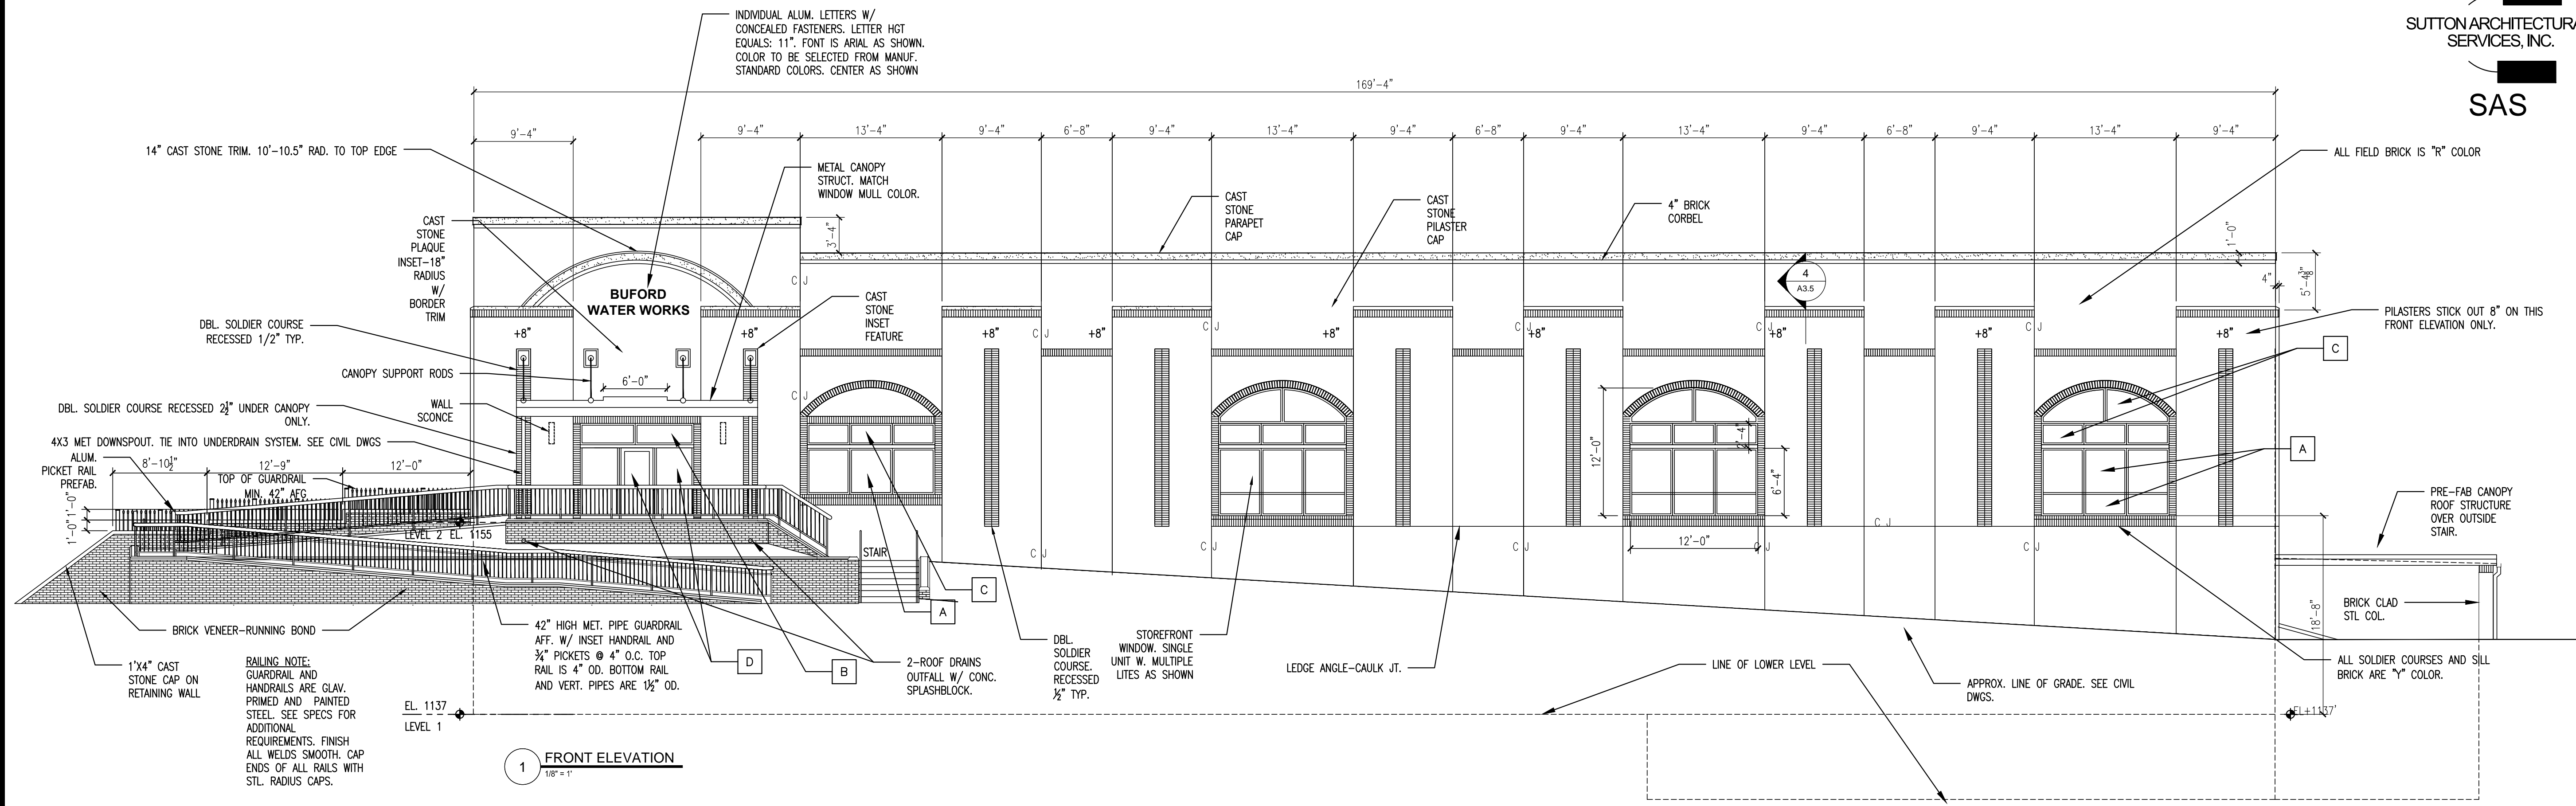 INDIVIDUAL ALUM. LETTERS W/
CONCEALED FASTENERS. LETTER HGT
EQUALS: 11". FONT IS ARIAL AS SHOWN.
COLOR TO BE SELECTED FROM MANUF.
STANDARD COLORS. CENTER AS SHOWN
SUTTON ARCHITECTURA
SERVICES, INC.
SAS
169'-4"
9'-4"
9'-4"
13'-4"
9'-4"
6'-8"
9'-4"
13'-4"
9'-4"
6'-8"
9'-4"
13'-4"
9'-4"
6'-8"
9'-4"
13'-4"
9'-4"
14" CAST STONE TRIM. 10'-10.5" RAD. TO TOP EDGE
METAL CANOPY
STRUCT. MATCH
WINDOW MULL COLOR.
ALL FIELD BRICK IS "R" COLOR
CAST
STONE
PLAQUE
INSET-18"
RADIUS
W/
BORDER
TRIM
CAST
STONE
PARAPET
CAP
CAST
STONE
PILASTER
CAP
4" BRICK
CORBEL
3'-4"
1'-0"
4"
5'-4⅜"
4
A3.5
BUFORD
WATER WORKS
CAST
STONE
INSET
FEATURE
C J
C J
C J
C J
C J
C J
C J
C J
+8"
+8"
+8"
+8"
+8"
+8"
+8"
+8"
+8"
+8"
PILASTERS STICK OUT 8" ON THIS
FRONT ELEVATION ONLY.
DBL. SOLDIER COURSE
RECESSED 1/2" TYP.
CANOPY SUPPORT RODS
6'-0"
C
DBL. SOLDIER COURSE RECESSED 2½" UNDER CANOPY
ONLY.
WALL
SCONCE
4X3 MET DOWNSPOUT. TIE INTO UNDERDRAIN SYSTEM. SEE CIVIL DWGS
ALUM.
PICKET RAIL
PREFAB.
8'-10½"
12'-9"
12'-0"
TOP OF GUARDRAIL
MIN. 42" AFG
1'-0"
1'-0"
12'-0"
6'-4"
A
PRE-FAB CANOPY
ROOF STRUCTURE
OVER OUTSIDE
STAIR.
LEVEL 2 EL. 1155
STAIR
12'-0"
C J
C J
C J
C J
C J
C
A
18'-8"
BRICK CLAD
STL COL.
BRICK VENEER-RUNNING BOND
1'X4" CAST
STONE CAP ON
RETAINING WALL
RAILING NOTE:
GUARDRAIL AND
HANDRAILS ARE GLAV.
PRIMED AND PAINTED
STEEL. SEE SPECS FOR
ADDITIONAL
REQUIREMENTS. FINISH
ALL WELDS SMOOTH. CAP
ENDS OF ALL RAILS WITH
STL. RADIUS CAPS.
42" HIGH MET. PIPE GUARDRAIL
AFF. W/ INSET HANDRAIL AND
¾" PICKETS @ 4" O.C. TOP
RAIL IS 4" OD. BOTTOM RAIL
AND VERT. PIPES ARE 1½" OD.
D
B
2-ROOF DRAINS
OUTFALL W/ CONC.
SPLASHBLOCK.
DBL.
SOLDIER
COURSE.
RECESSED
½" TYP.
STOREFRONT
WINDOW. SINGLE
UNIT W. MULTIPLE
LITES AS SHOWN
LEDGE ANGLE-CAULK JT.
LINE OF LOWER LEVEL
APPROX. LINE OF GRADE. SEE CIVIL
DWGS.
ALL SOLDIER COURSES AND SILL
BRICK ARE "Y" COLOR.
EL. 1137
LEVEL 1
EL+1137'
1
FRONT ELEVATION
1/8" = 1'